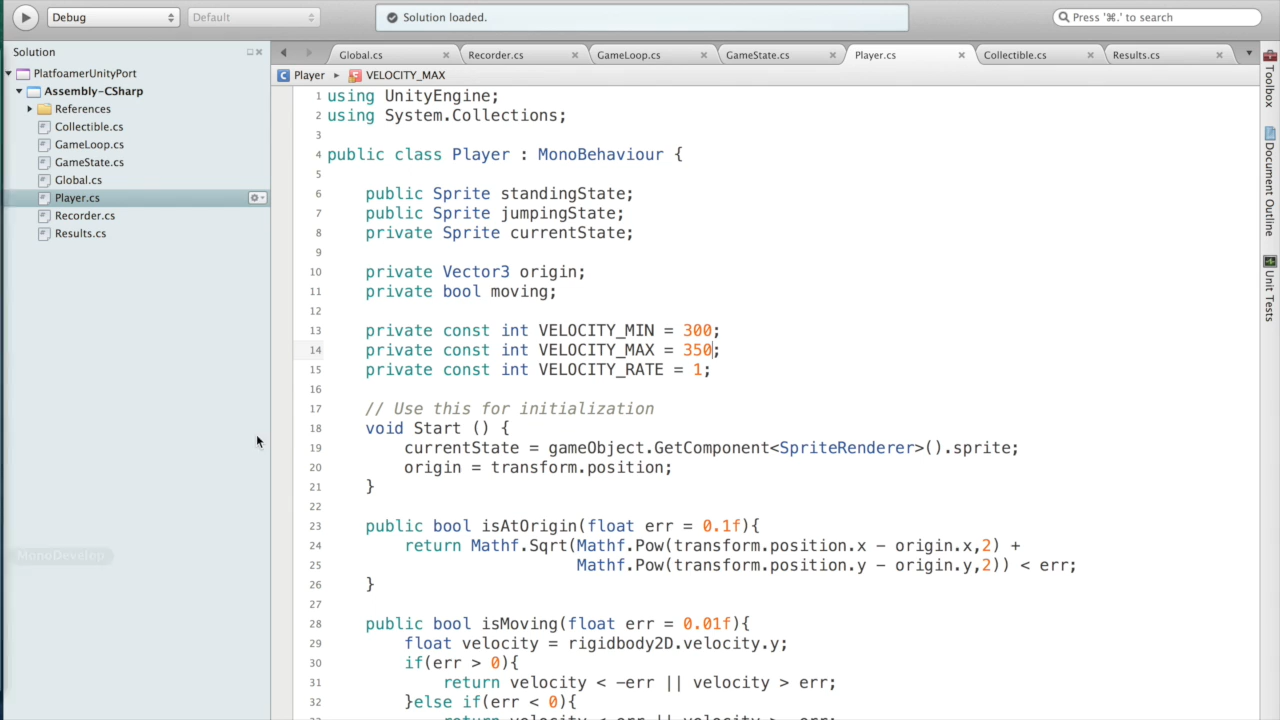 Debug
Default
Solution loaded.
Press '⌘.' to search
Solution
PlatfoamerUnityPort
Assembly-CSharp
References
Collectible.cs
GameLoop.cs
GameState.cs
Global.cs
Player.cs
Recorder.cs
Results.cs
MonoDevelop
Global.cs
Recorder.cs
GameLoop.cs
GameState.cs
Player.cs
Collectible.cs
Results.cs
Player
VELOCITY_MAX
1 using UnityEngine;
2 using System.Collections;
3
4 public class Player : MonoBehaviour {
5
6 public Sprite standingState;
7 public Sprite jumpingState;
8 private Sprite currentState;
9
10 private Vector3 origin;
11 private bool moving;
12
13 private const int VELOCITY_MIN = 300;
14 private const int VELOCITY_MAX = 350;
15 private const int VELOCITY_RATE = 1;
16
17 // Use this for initialization
18 void Start () {
19 currentState = gameObject.GetComponent<SpriteRenderer>().sprite;
20 origin = transform.position;
21 }
22
23 public bool isAtOrigin(float err = 0.1f){
24 return Mathf.Sqrt(Mathf.Pow(transform.position.x - origin.x,2) +
25 Mathf.Pow(transform.position.y - origin.y,2)) < err;
26 }
27
28 public bool isMoving(float err = 0.01f){
29 float velocity = rigidbody2D.velocity.y;
30 if(err > 0){
31 return velocity < -err || velocity > err;
32 }else if(err < 0){
Toolbox
Document Outline
Unit Tests